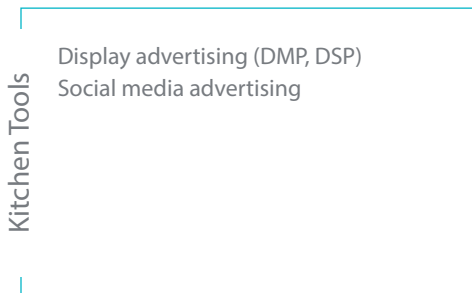 Kitchen Tools
Display advertising (DMP, DSP)
Social media advertising